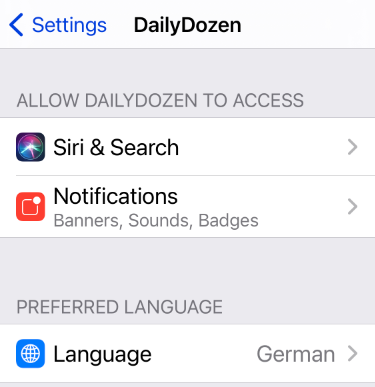 Settings DailyDozen
ALLOW DAILYDOZEN TO ACCESS
Siri & Search
Notifications
Banners, Sounds, Badges
PREFERRED LANGUAGE
Language German